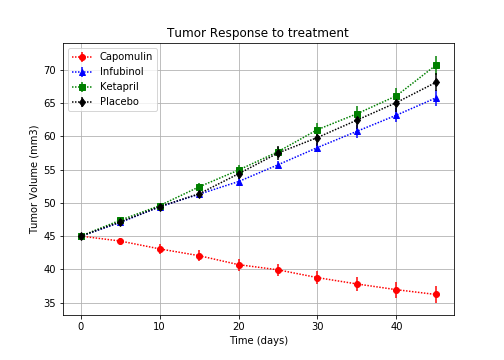 Tumor Response to treatment
Capomulin
Infubinol
Ketapril
Placebo
Tumor Volume (mm3)
70
65
60
55
50
45
40
35
0
10
20
30
40
Time (days)